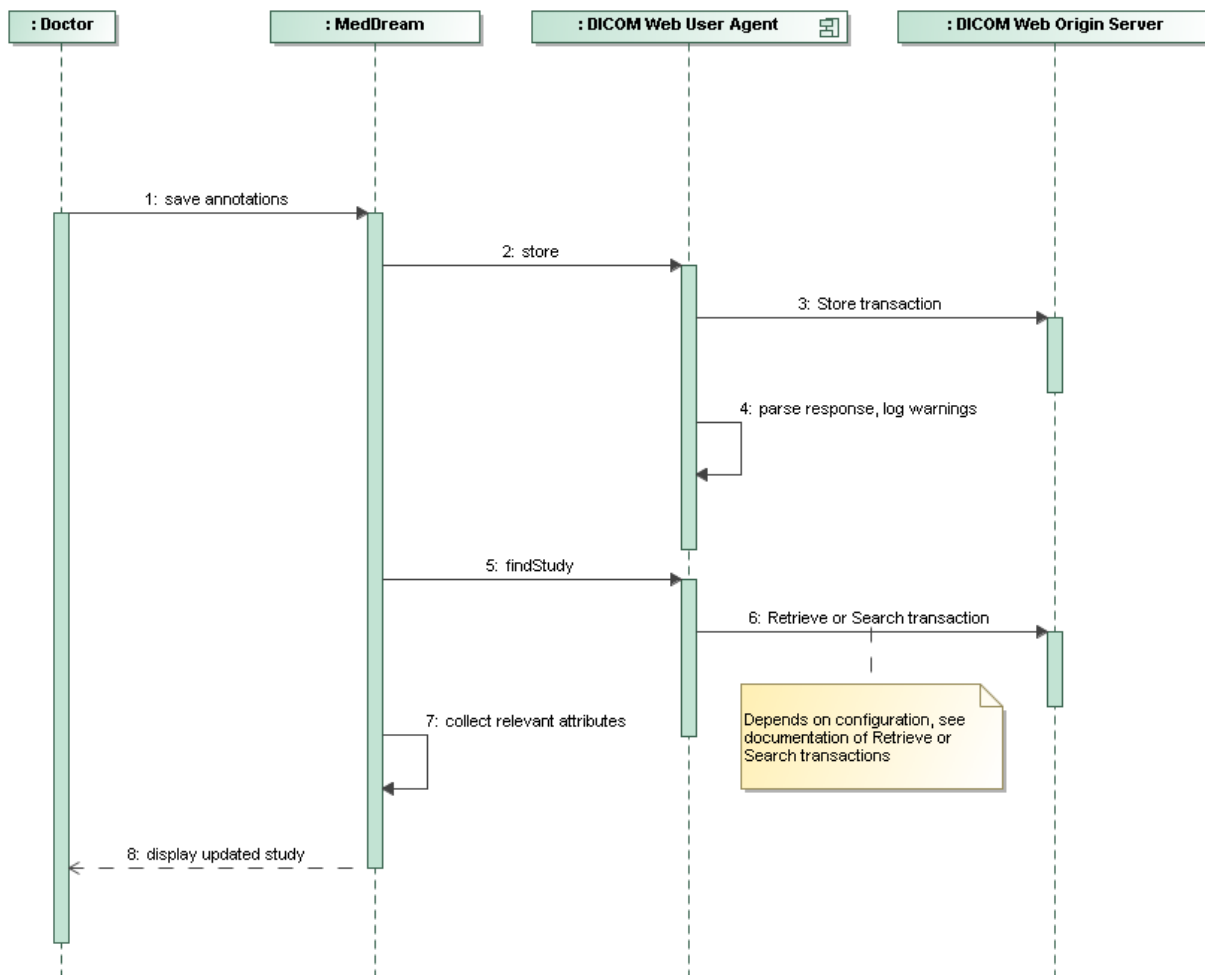 : Doctor
: MedDream
: DICOM Web User Agent
: DICOM Web Origin Server
1: save annotations
2: store
3: Store transaction
4: parse response, log warnings
5: findStudy
6: Retrieve or Search transaction
Depends on configuration, see
documentation of Retrieve or
Search transactions
7: collect relevant attributes
8: display updated study